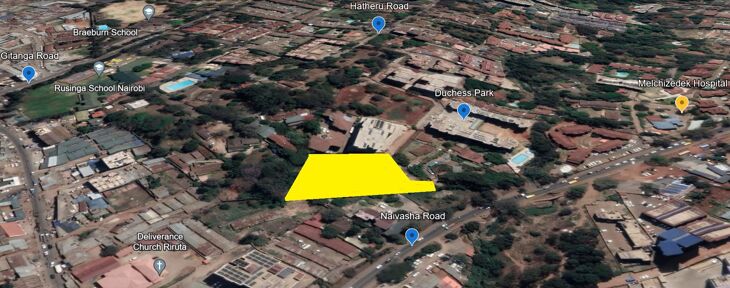 Hatheru Road
Braeburn School
Gitanga Road
Rusinga School Nairobi
Melchizedek Hospital
Duchess Park
Naivasha Road
Deliverance
Church Riruta